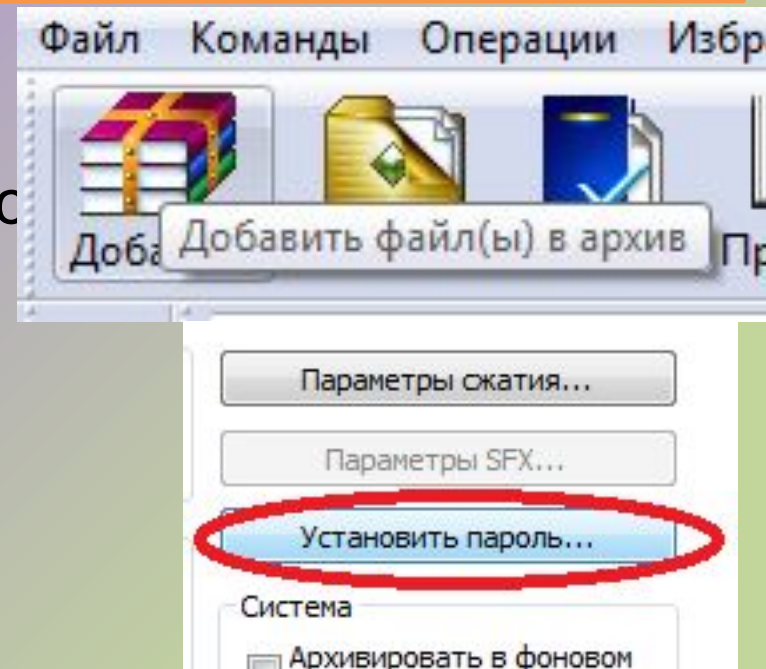 Файл Команды Операции
Добавить файл(ы) в архив
Параметры сжатия...
Параметры SFX...
Установить пароль...
Система
Архивировать в фоновом